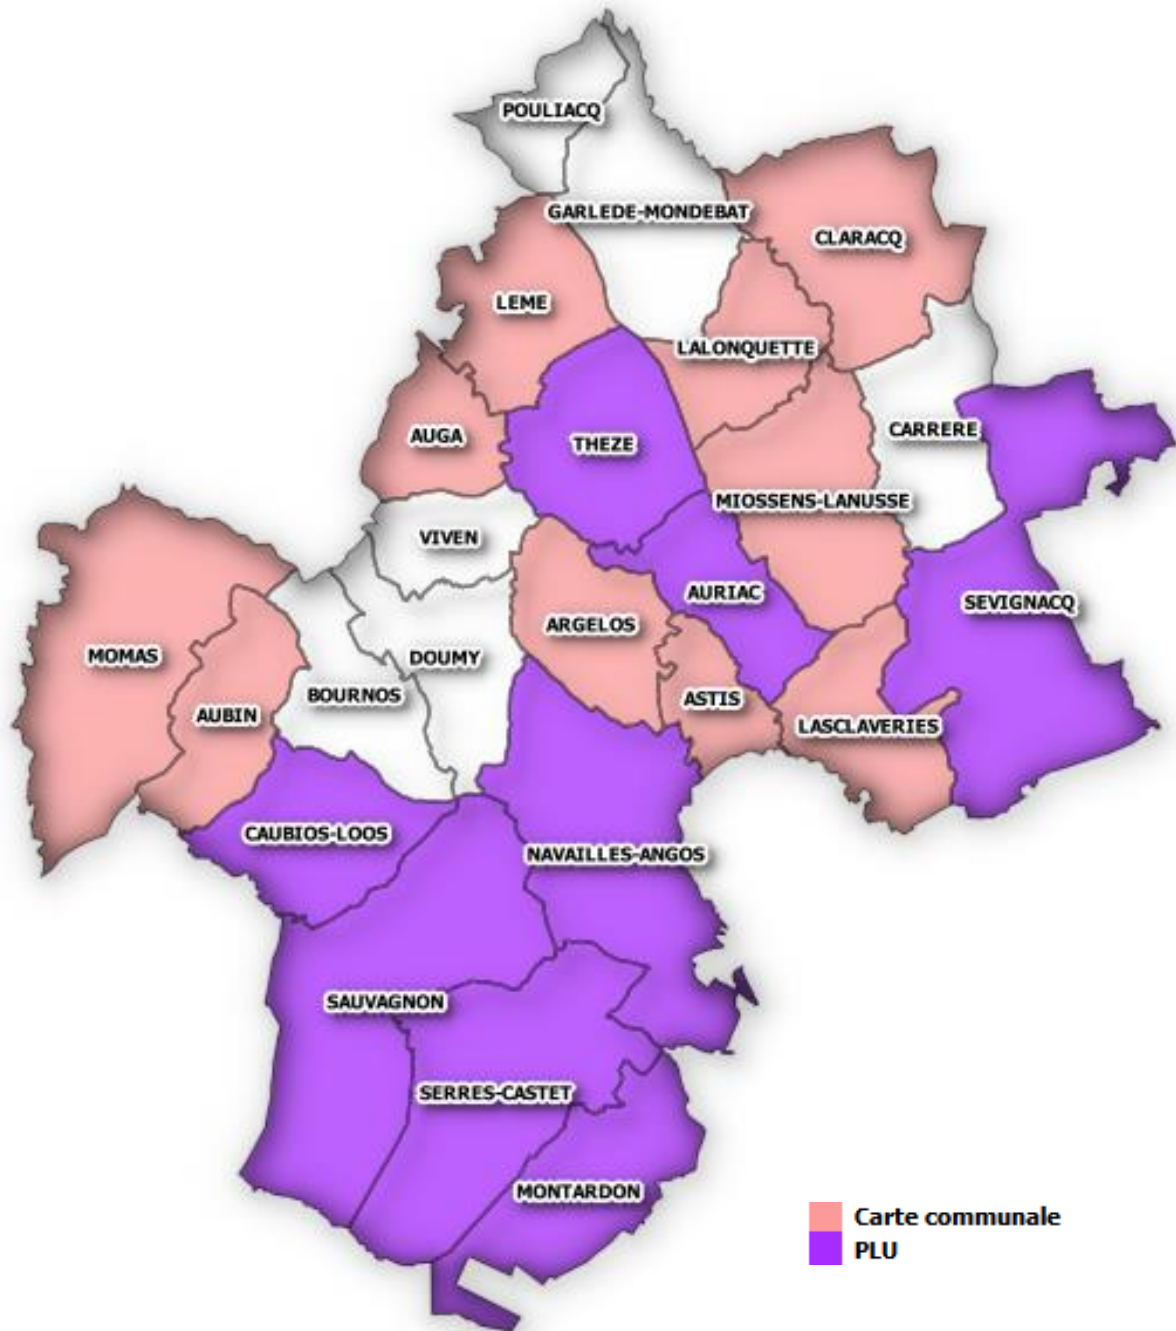 POULIACQ
GARLEDE-MONDEBAT
CLARACQ
LEME
LALONQUETTE
CARRERE
AUGA
THEZE
MIOSSENS-LANUSSE
VIVEN
AURIAC
SEVIGNACQ
ARGELOS
MOMAS
DOUMY
BOURNOS
ASTIS
AUBIN
LASCLAVERIES
CAUBIOS-LOOS
NAVAILLES-ANGOS
SAUVAGNON
SERRES-CASTET
MONTARDON
Carte communale
PLU